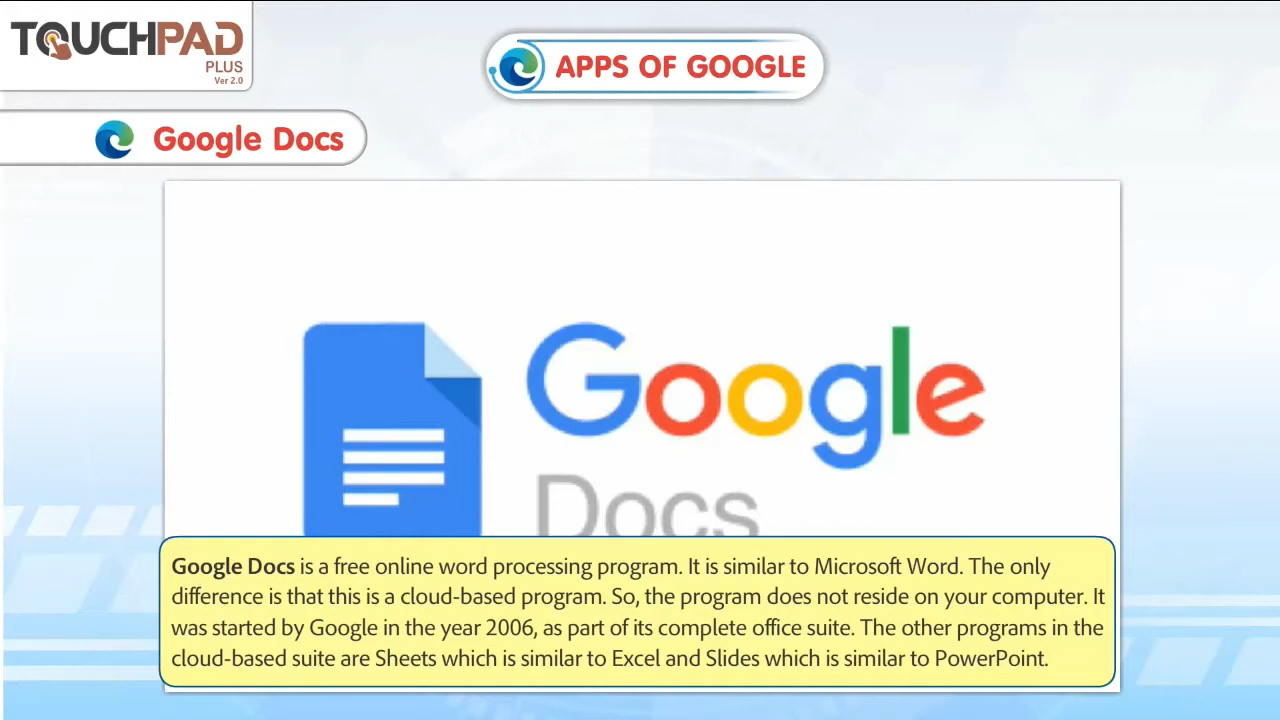 TOUCHPAD
PLUS
Ver 2.0
APPS OF GOOGLE
Google Docs
Google
Docs
Google Docs is a free online word processing program. It is similar to Microsoft Word. The only
difference is that this is a cloud-based program. So, the program does not reside on your computer. It
was started by Google in the year 2006, as part of its complete office suite. The other programs in the
cloud-based suite are Sheets which is similar to Excel and Slides which is similar to PowerPoint.